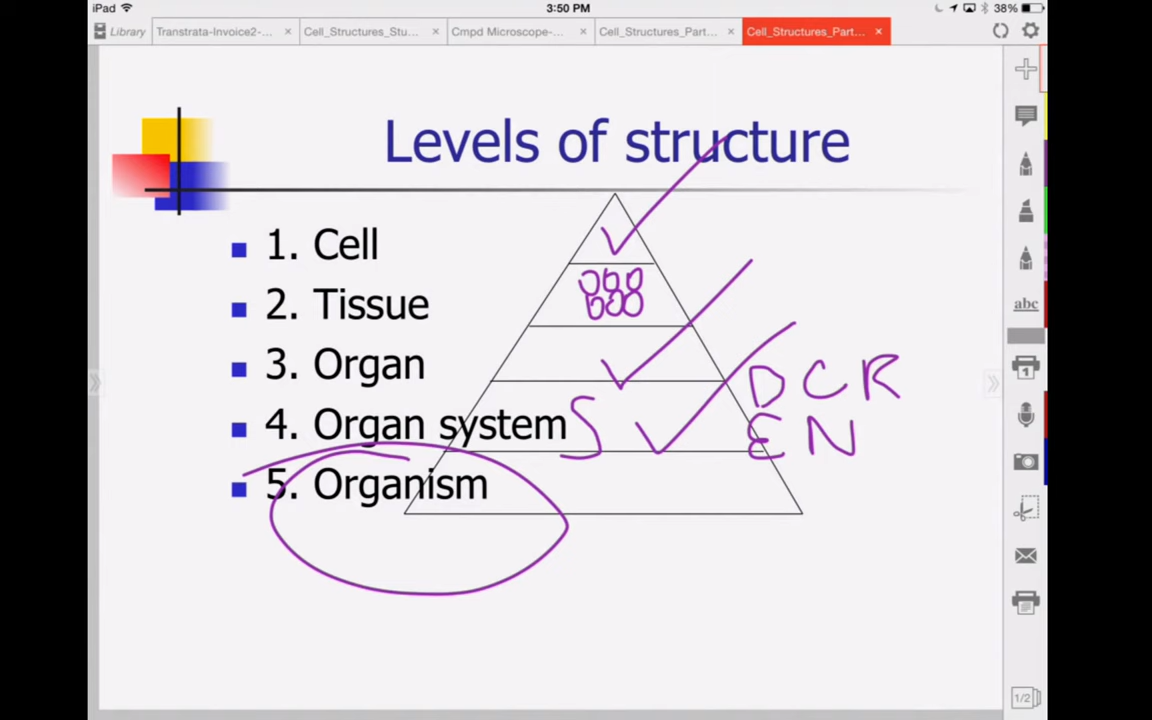 iPad 3:50 PM 38%
Library Transtrata-Invoice2-... × Cell_Structures_Stu... × Cmpd Microscope-... × Cell_Structures_Part... × Cell_Structures_Part... ×
Levels of structure
1. Cell
2. Tissue
3. Organ
D C R
4. Organ system S
E N
5. Organism
abc
1
1/2